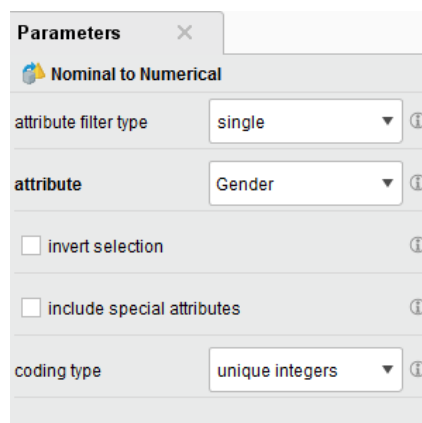 Parameters
Nominal to Numerical
attribute filter type single
attribute Gender
invert selection
include special attributes
coding type unique integers